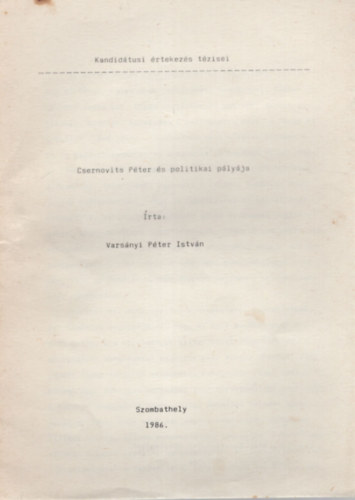 Kandidátusi értekezés tézisei
Csernovits Péter és politikai pályája
Írta:
Varsányi Péter István
Szombathely
1986.